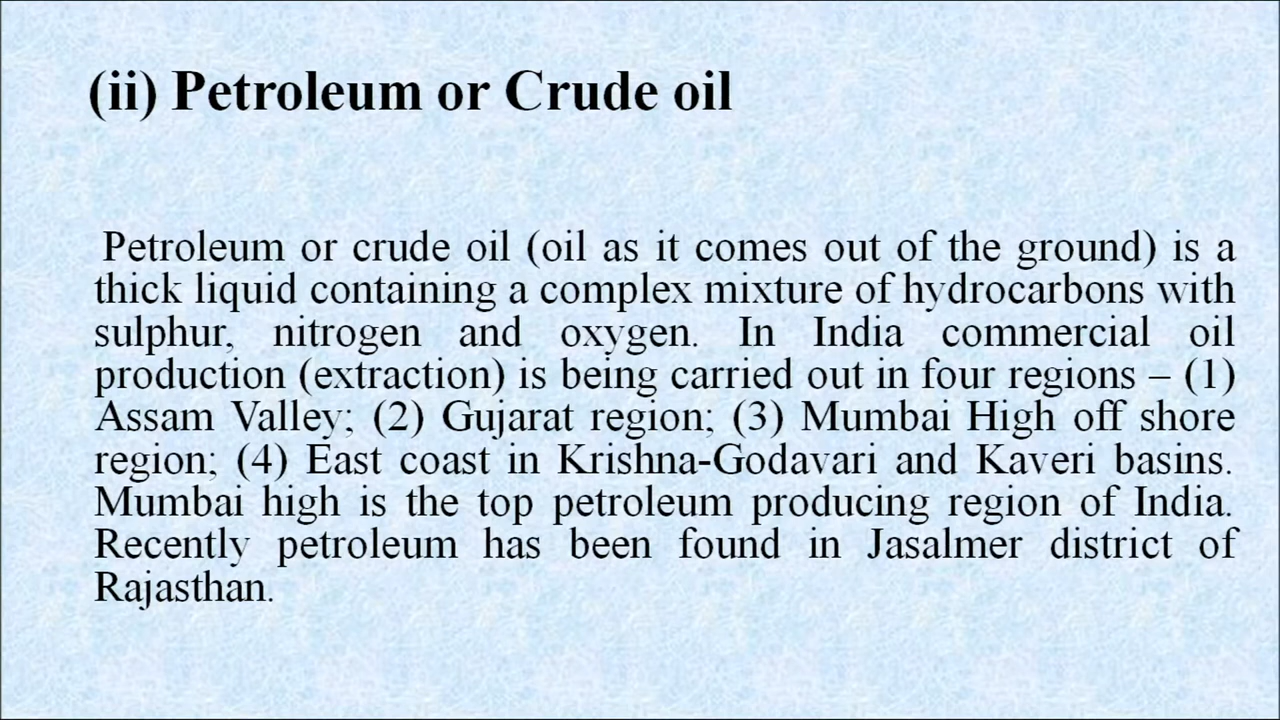 (ii) Petroleum or Crude oil
Petroleum or crude oil (oil as it comes out of the ground) is a
thick liquid containing a complex mixture of hydrocarbons with
sulphur, nitrogen and oxygen. In India commercial oil
production (extraction) is being carried out in four regions – (1)
Assam Valley; (2) Gujarat region; (3) Mumbai High off shore
region; (4) East coast in Krishna-Godavari and Kaveri basins.
Mumbai high is the top petroleum producing region of India.
Recently petroleum has been found in Jasalmer district of
Rajasthan.